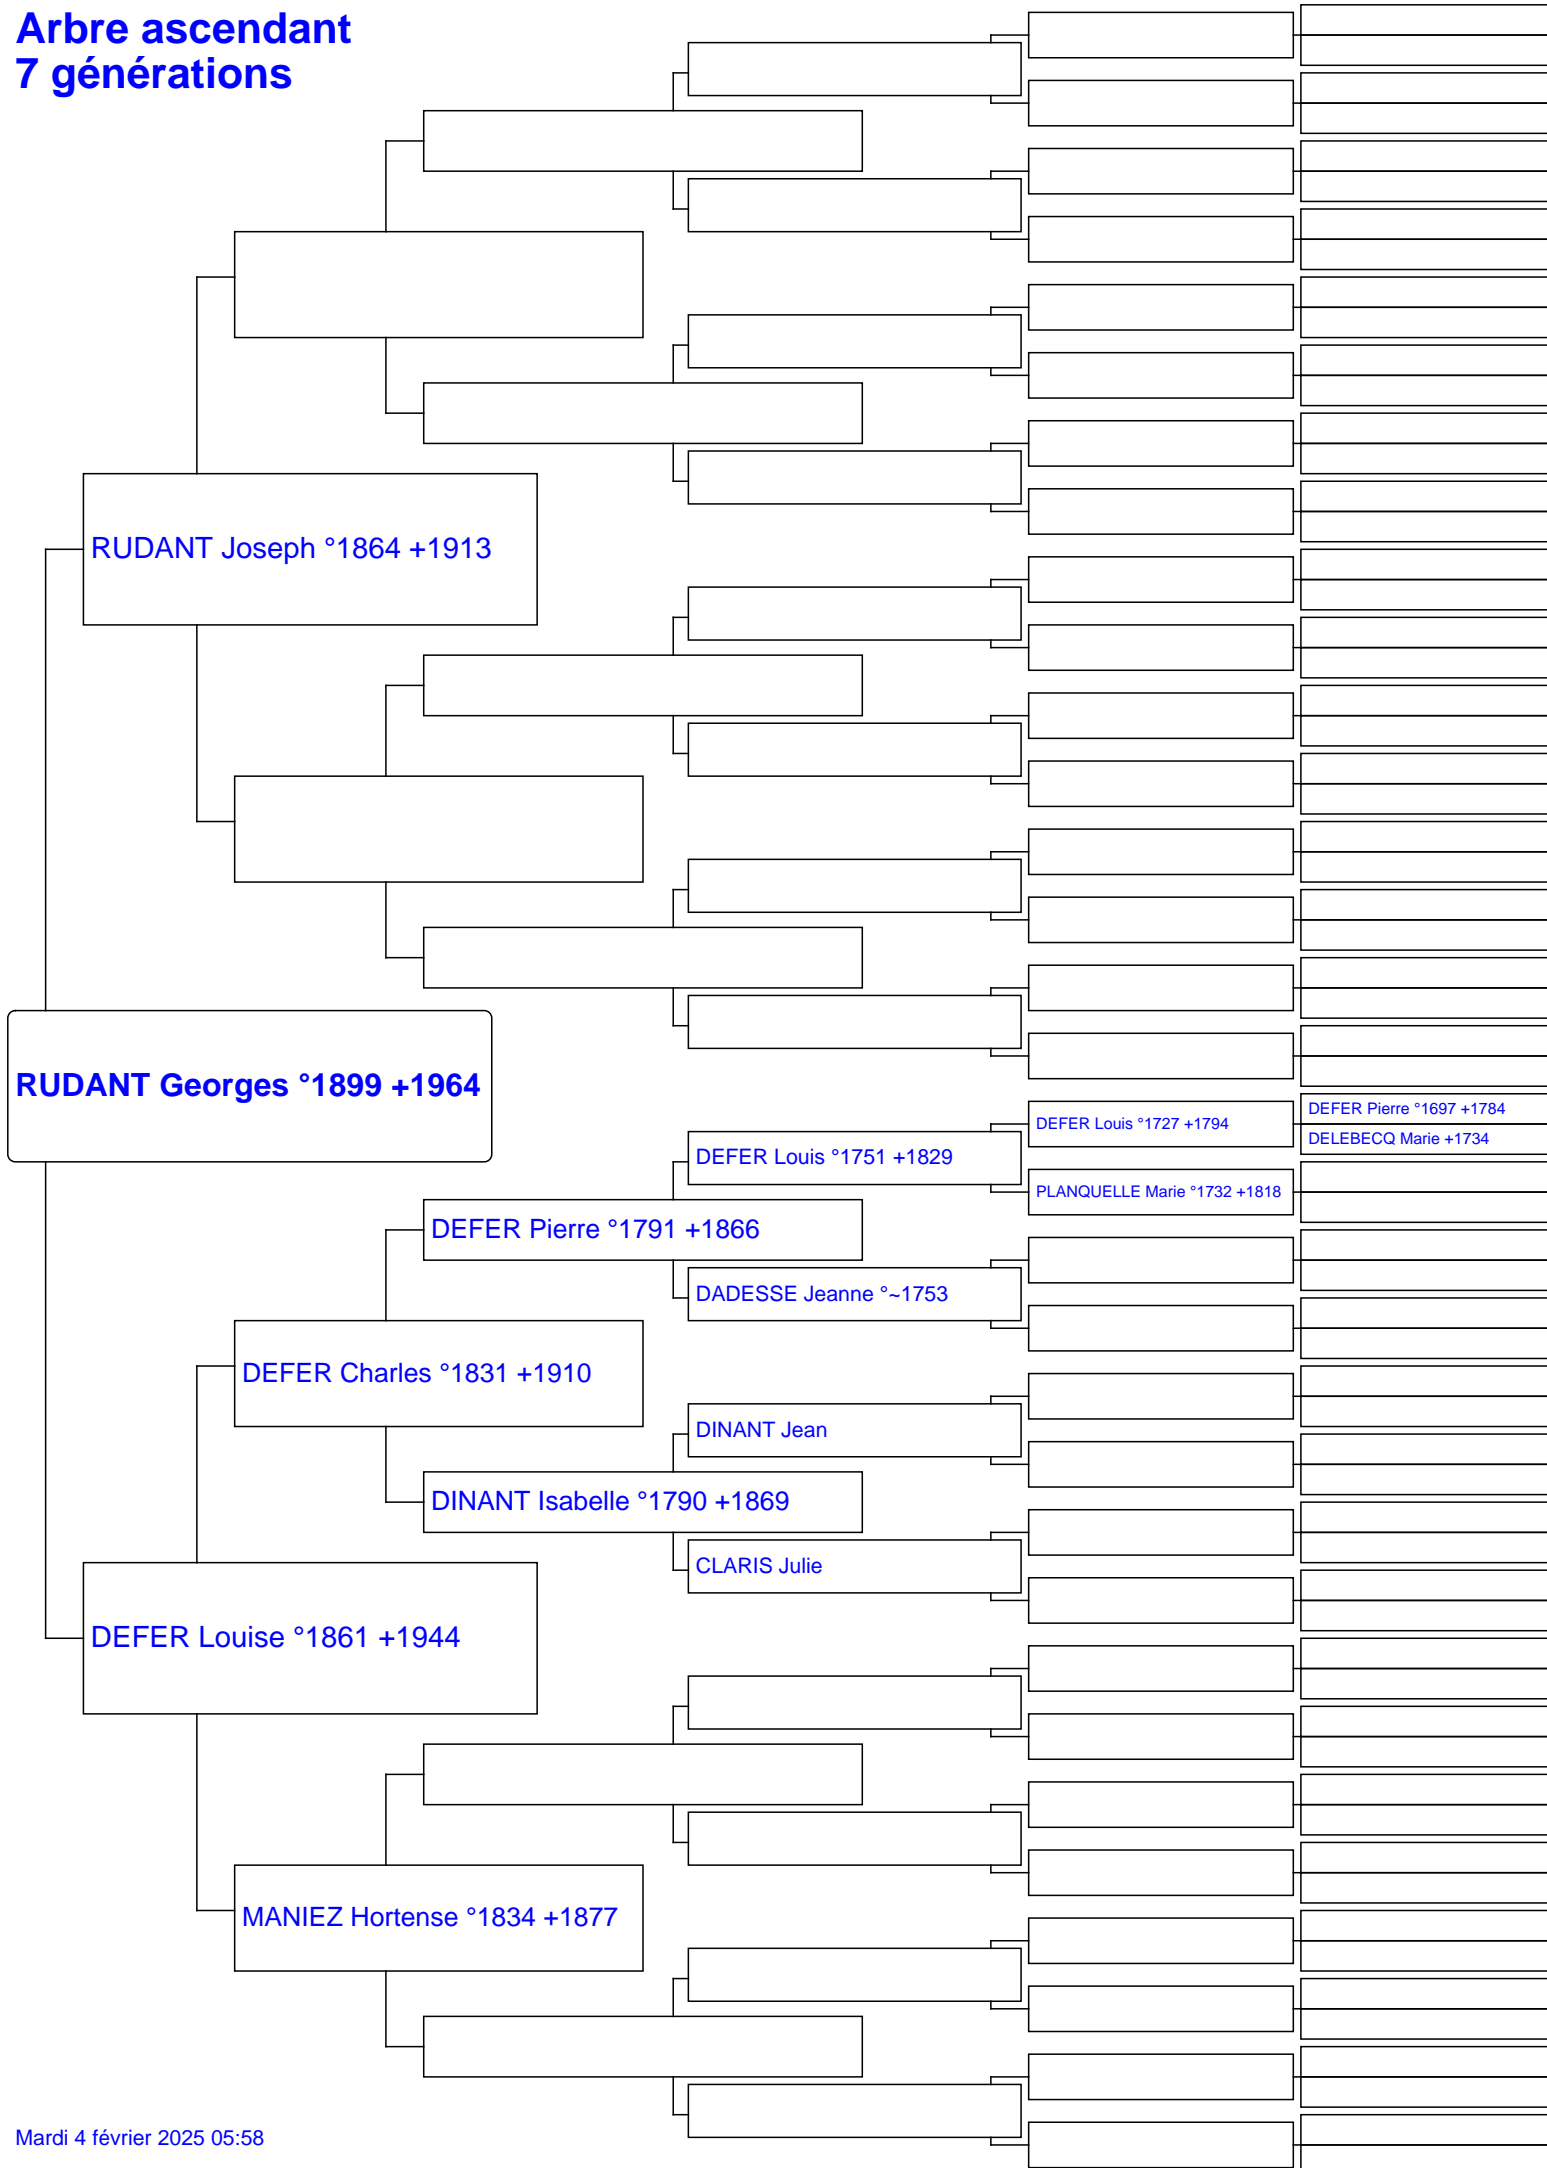 Arbre ascendant
7 générations
RUDANT Joseph °1864 +1913
RUDANT Georges °1899 +1964
DEFER Pierre °1697 +1784
DEFER Louis °1727 +1794
DELEBECQ Marie +1734
DEFER Louis °1751 +1829
PLANQUELLE Marie °1732 +1818
DEFER Pierre °1791 +1866
DADESSE Jeanne °~1753
DEFER Charles °1831 +1910
DINANT Jean
DINANT Isabelle °1790 +1869
CLARIS Julie
DEFER Louise °1861 +1944
MANIEZ Hortense °1834 +1877
Mardi 4 février 2025 05:58